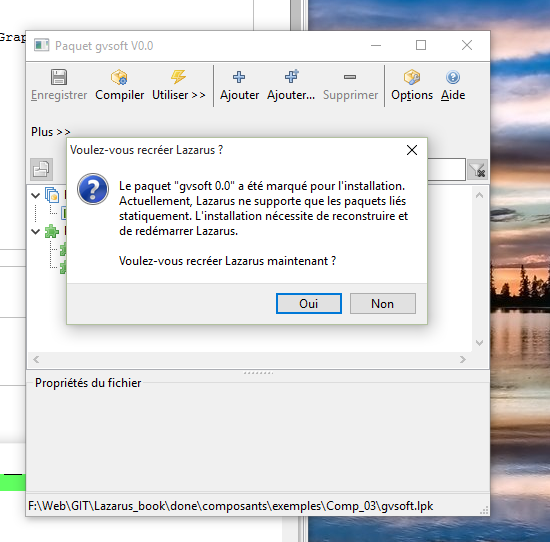 Grap
Paquet gvsoft V0.0
Enregistrer Compiler Utiliser >> Ajouter Ajouter... Supprimer Options Aide
Plus >>
Voulez-vous recréer Lazarus ?
Le paquet "gvsoft 0.0" a été marqué pour l'installation.
Actuellement, Lazarus ne supporte que les paquets liés
statiquement. L'installation nécesite de reconstruire et
de redémarrer Lazarus.
Voulez-vous recréer Lazarus maintenant ?
Oui Non
Propriétés du fichier
F:\Web\GIT\Lazarus_book\done\composants\exemples\Comp_03\gvsoft.lpk